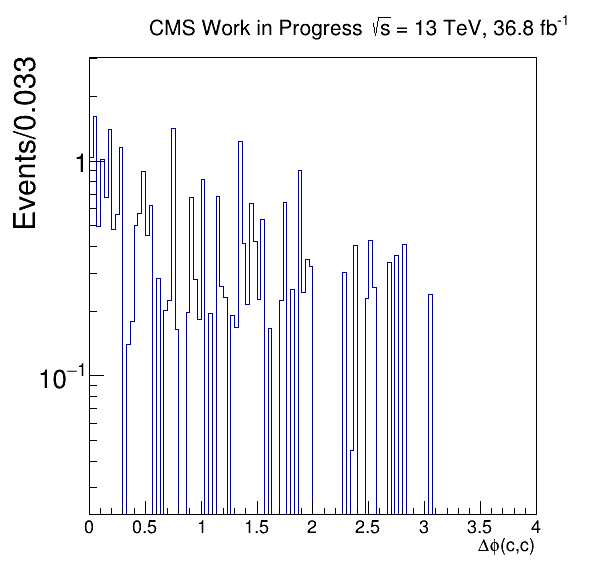 CMS Work in Progress √s = 13 TeV, 36.8 fb⁻¹
Events/0.033
1
10⁻¹
0 0.5 1 1.5 2 2.5 3 3.5 4
Δϕ(c,c)